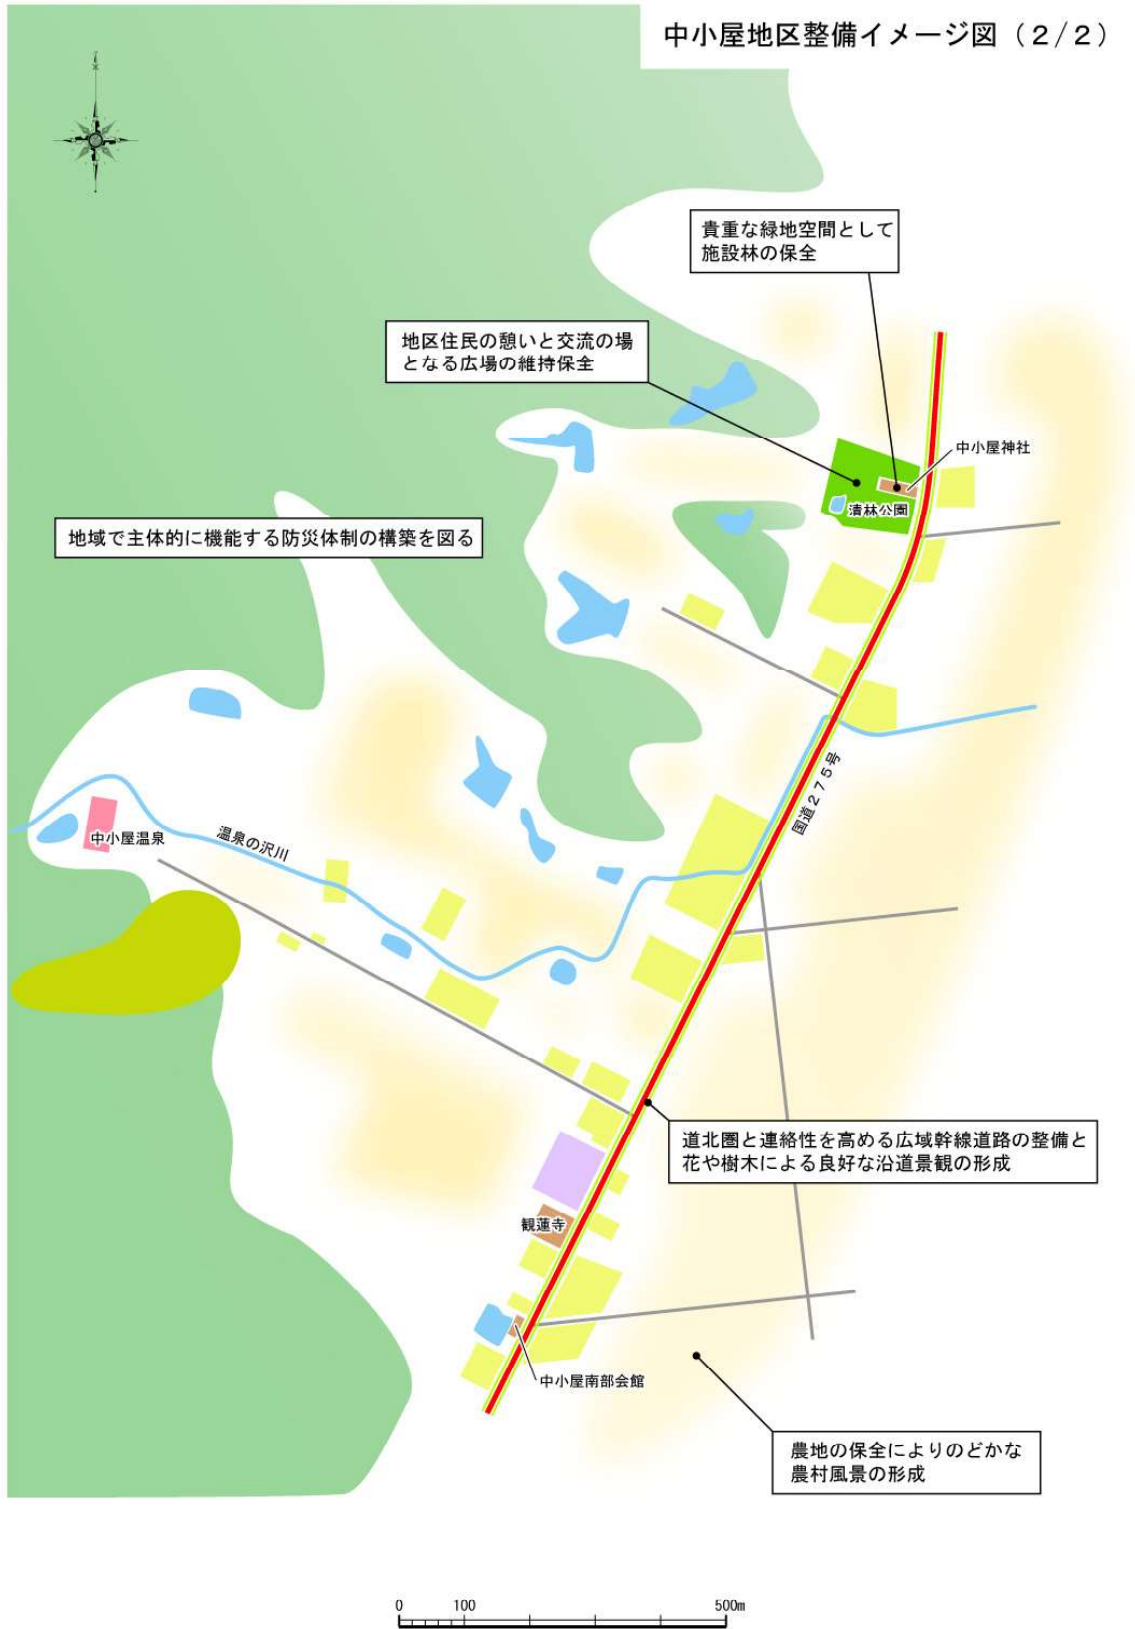 中小屋地区整備イメージ図（２/２）
貴重な緑地空間として
施設林の保全
地区住民の憩いと交流の場
となる広場の維持保全
中小屋神社
清林公園
地域で主体的に機能する防災体制の構築を図る
国道２７５号
中小屋温泉
温泉の沢川
道北圏と連絡性を高める広域幹線道路の整備と
花や樹木による良好な沿道景観の形成
観蓮寺
中小屋南部会館
農地の保全によりのどかな
農村風景の形成
0 100 500m